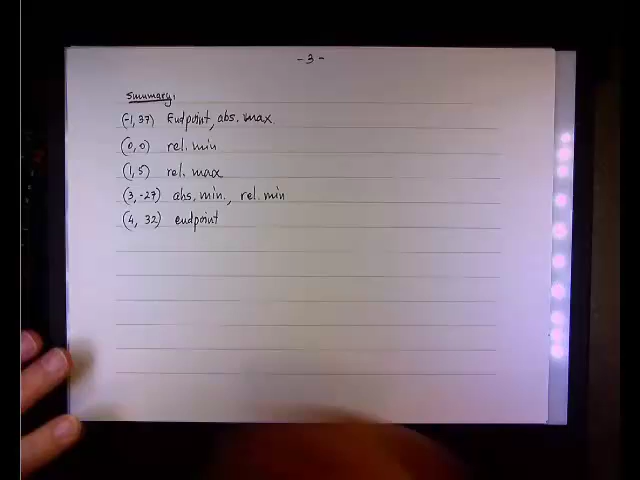 - 3 -
Summary:
(-1, 37) Endpoint, abs. max.
(0, 0) rel. min
(1, 5) rel. max
(3, -27) abs. min., rel. min
(4, 32) endpoint